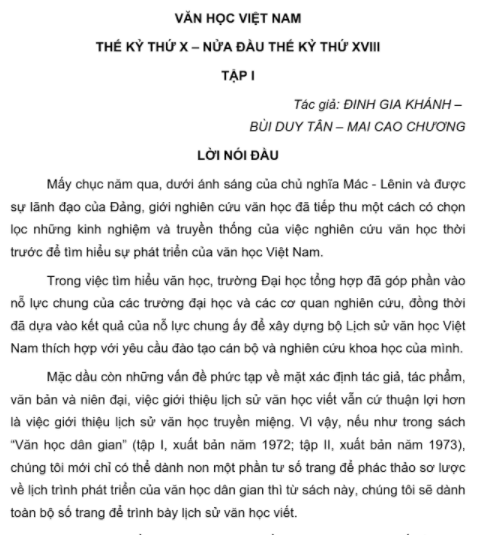 VĂN HỌC VIỆT NAM
THẾ KỶ THỨ X – NỬA ĐẦU THẾ KỶ THỨ XVIII
TẬP I
Tác giả: ĐINH GIA KHÁNH –
BÙI DUY TÂN – MAI CAO CHƯƠNG
LỜI NÓI ĐẦU
Mấy chục năm qua, dưới ánh sáng của chủ nghĩa Mác - Lênin và được
sự lãnh đạo của Đảng, giới nghiên cứu văn học đã tiếp thu một cách có chọn
lọc những kinh nghiệm và truyền thống của việc nghiên cứu văn học thời
trước để tìm hiểu sự phát triển của văn học Việt Nam.
Trong việc tìm hiểu văn học, trường Đại học tổng hợp đã góp phần vào
nỗ lực chung của các trường đại học và các cơ quan nghiên cứu, đồng thời
đã dựa vào kết quả của nỗ lực chung ấy để xây dựng bộ Lịch sử văn học Việt
Nam thích hợp với yêu cầu đào tạo cán bộ và nghiên cứu khoa học của mình.
Mặc dầu còn những vấn đề phức tạp về mặt xác định tác giả, tác phẩm,
văn bản và niên đại, việc giới thiệu lịch sử văn học viết vẫn cứ thuận lợi hơn
là việc giới thiệu lịch sử văn học truyền miệng. Vì vậy, nếu như trong sách
“Văn học dân gian” (tập I, xuất bản năm 1972; tập II, xuất bản năm 1973),
chúng tôi mới chỉ có thể dành non một phần tư số trang để phác thảo sơ lược
về lịch trình phát triển của văn học dân gian thì từ sách này, chúng tôi sẽ dành
toàn bộ số trang để trình bày lịch sử văn học viết.